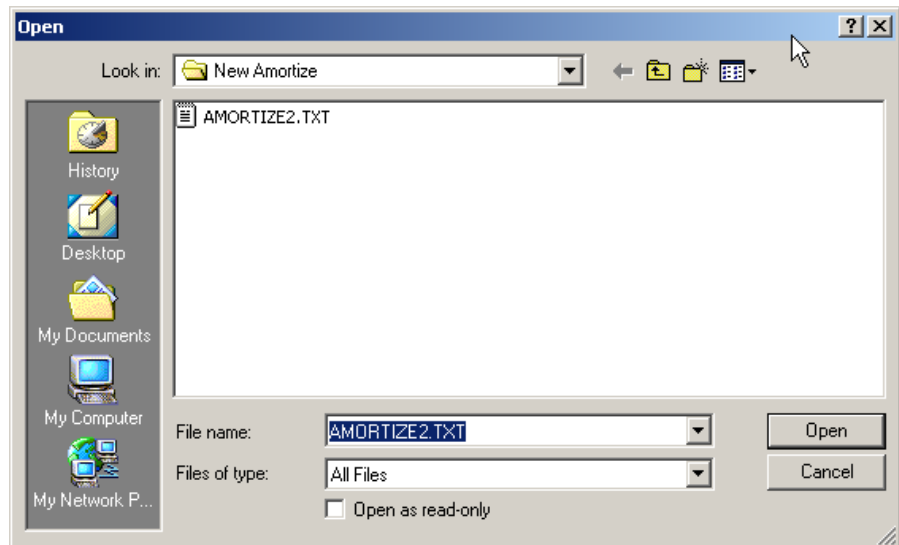 Open
Look in: New Amortize
AMORTIZE2.TXT
History
Desktop
My Documents
My Computer
My Network P...
File name: AMORTIZE2.TXT Open
Files of type: All Files Cancel
Open as read-only